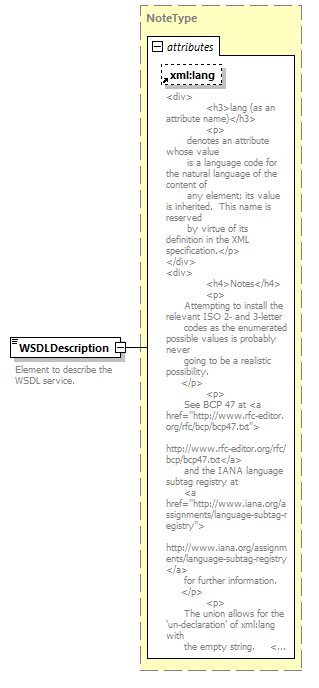 NoteType
attributes
xml:lang
<div>
<h3>lang (as an
attribute name)</h3>
<p>
denotes an attribute
whose value
is a language code for
the natural language of the
content of
any element; its value
is inherited.  This name is
reserved
by virtue of its
definition in the XML
specification.</p>
</div>
<div>
<h4>Notes</h4>
<p>
Attempting to install the
relevant ISO 2- and 3-letter
codes as the enumerated
possible values is probably
never
going to be a realistic
possibility.
</p>
<p>
See BCP 47 at <a
href="http://www.rfc-editor.
org/rfc/bcp/bcp47.txt">
http://www.rfc-editor.org/rfc/
bcp/bcp47.txt</a>
and the IANA language
subtag registry at
<a
href="http://www.iana.org/a
ssignments/language-subtag-r
egistry">
http://www.iana.org/assignm
ents/language-subtag-registry
</a>
for further information.
</p>
<p>
The union allows for the
'un-declaration' of xml:lang
with
the empty string.     <...
WSDLDescription
Element to describe the
WSDL service.